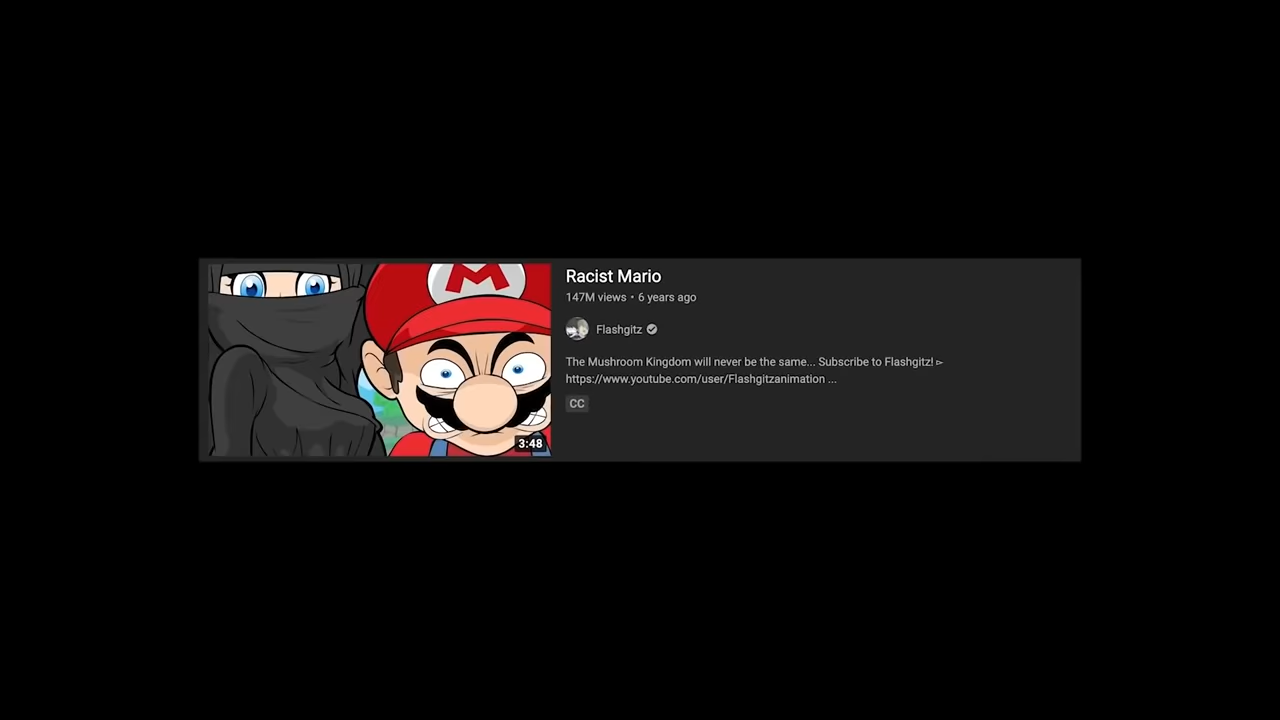 M
3:48
Racist Mario
147M views • 6 years ago
Flashgitz
The Mushroom Kingdom will never be the same... Subscribe to Flashgitz! ▻
https://www.youtube.com/user/Flashgitzanimation ...
CC